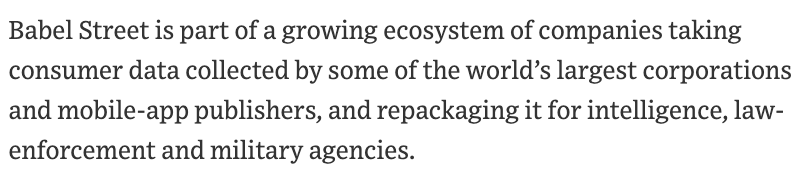 Babel Street is part of a growing ecosystem of companies taking
consumer data collected by some of the world’s largest corporations
and mobile-app publishers, and repackaging it for intelligence, law-
enforcement and military agencies.